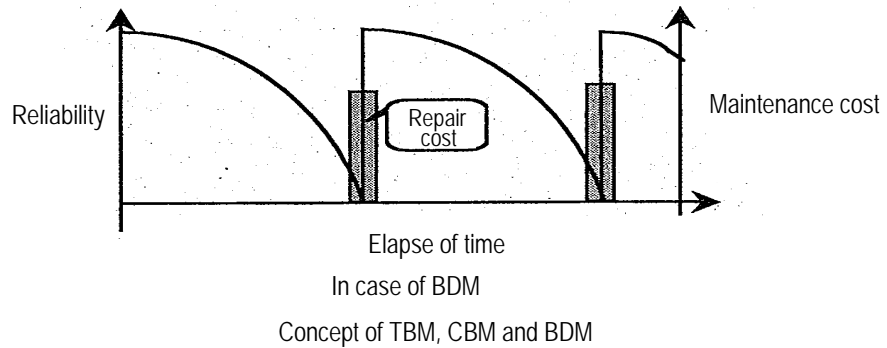 Reliability
Repair
cost
Maintenance cost
Elapse of time
In case of BDM
Concept of TBM, CBM and BDM